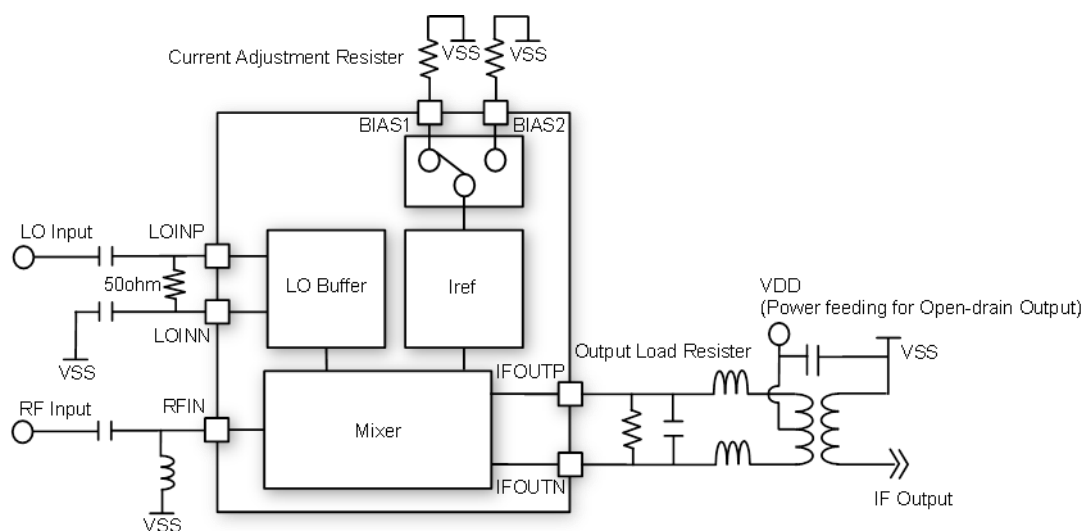 VSS
VSS
Current Adjustment Resister
BIAS1
BIAS2
LO Input
LOINP
50ohm
LO Buffer
Iref
LOINN
VSS
VDD
(Power feeding for Open-drain Output)
Output Load Resister
VSS
IFOUTP
RF Input
RFIN
Mixer
IFOUTN
VSS
IF Output